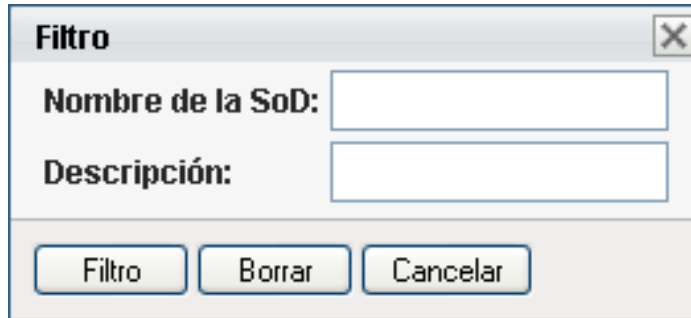 Filtro
Nombre de la SoD:
Descripción:
Filtro Borrar Cancelar